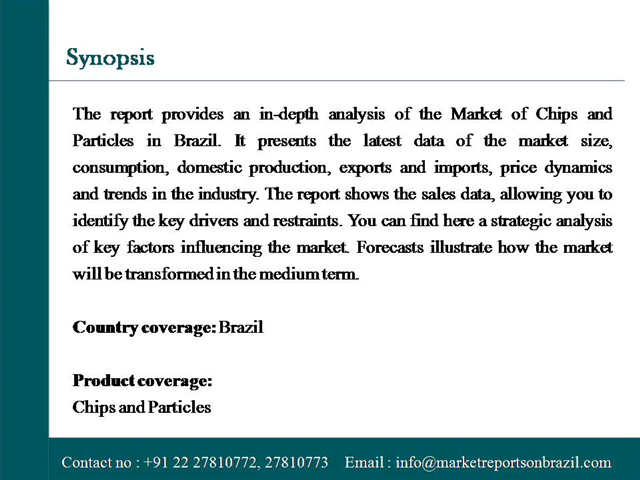 Synopsis
The report provides an in-depth analysis of the Market of Chips and
Particles in Brazil. It presents the latest data of the market size,
consumption, domestic production, exports and imports, price dynamics
and trends in the industry. The report shows the sales data, allowing you to
identify the key drivers and restraints. You can find here a strategic analysis
of key factors influencing the market. Forecasts illustrate how the market
will be transformed in the medium term.
Country coverage: Brazil
Product coverage:
Chips and Particles
Contact no : +91 22 27810772, 27810773 Email : info@marketreportsonbrazil.com